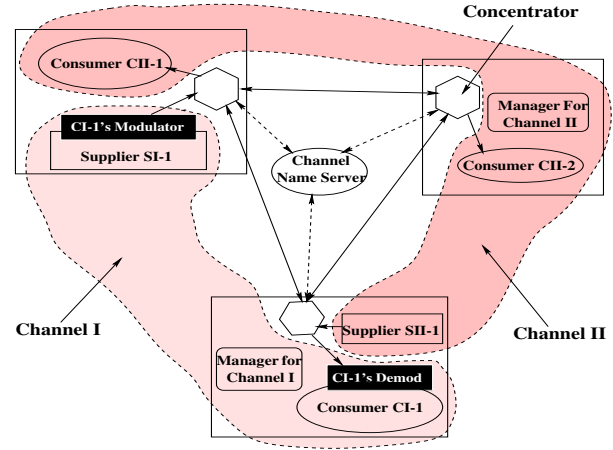 Concentrator
Consumer CII-1
CI-1's Modulator
Supplier SI-1
Manager For
Channel II
Consumer CII-2
Channel
Name Server
Channel I
Channel II
Supplier SII-1
Manager for
Channel I
CI-1's Demod
Consumer CI-1